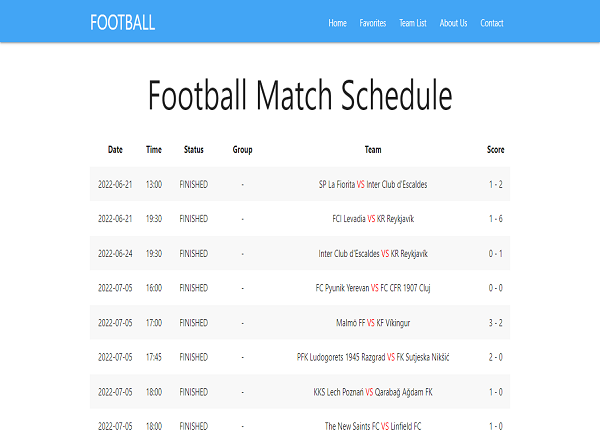 FOOTBALL Home Favorites Team List About Us Contact
Football Match Schedule
Date Time Status Group Team Score
2022-06-21 13:00 FINISHED - SP La Fiorita VS Inter Club d'Escaldes 1 - 2
2022-06-21 19:30 FINISHED - FCI Levadia VS KR Reykjavík 1 - 6
2022-06-24 19:30 FINISHED - Inter Club d'Escaldes VS KR Reykjavík 0 - 1
2022-07-05 16:00 FINISHED - FC Pyunik Yerevan VS FC CFR 1907 Cluj 0 - 0
2022-07-05 17:00 FINISHED - Malmö FF VS KF Víkingur 3 - 2
2022-07-05 17:45 FINISHED - PFK Ludogorets 1945 Razgrad VS FK Sutjeska Nikšić 2 - 0
2022-07-05 18:00 FINISHED - KKS Lech Poznań VS Qarabağ Ağdam FK 1 - 0
2022-07-05 18:00 FINISHED - The New Saints FC VS Linfield FC 1 - 0